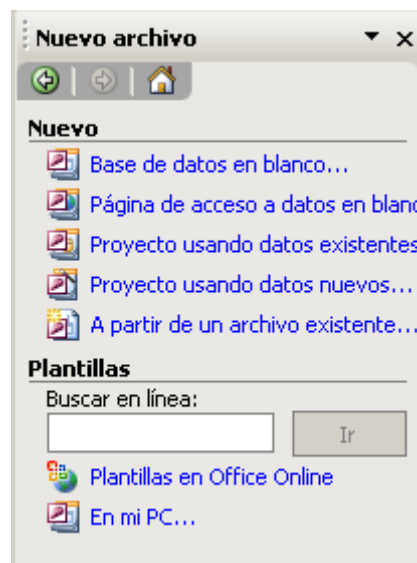 Nuevo archivo
Nuevo
Base de datos en blanco...
Página de acceso a datos en blanc
Proyecto usando datos existentes
Proyecto usando datos nuevos...
A partir de un archivo existente...
Plantillas
Buscar en línea:
Ir
Plantillas en Office Online
En mi PC...